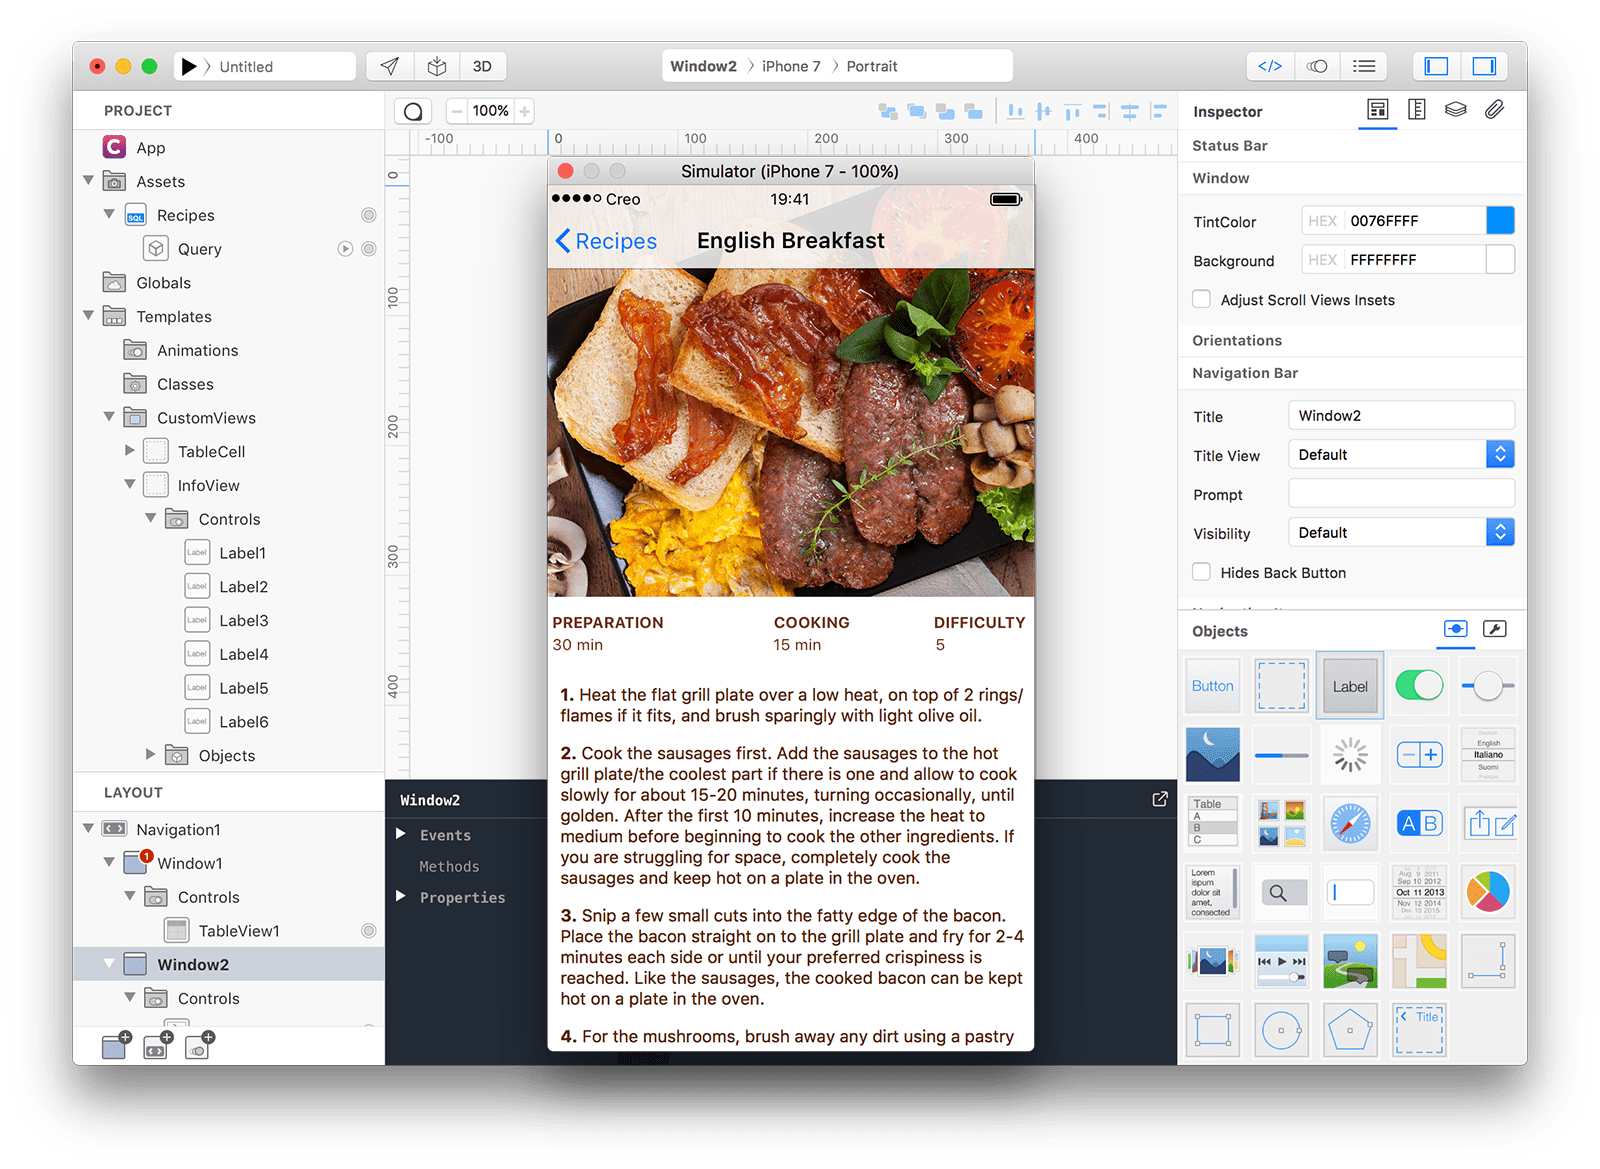 Untitled
3D
Window2 iPhone 7 Portrait
</>
PROJECT
App
Assets
SQL Recipes
Query
Globals
Templates
Animations
Classes
CustomViews
TableCell
InfoView
Controls
Label Label1
Label Label2
Label Label3
Label Label4
Label Label5
Label Label6
Objects
LAYOUT
Navigation1
1 Window1
Controls
TableView1
Window2
Controls
100%
-100 0 100 200 300 400
0
100
200
300
400
Simulator (iPhone 7 - 100%)
Creo 19:41
Recipes English Breakfast
PREPARATION COOKING DIFFICULTY
30 min 15 min 5
1. Heat the flat grill plate over a low heat, on top of 2 rings/
flames if it fits, and brush sparingly with light olive oil.
2. Cook the sausages first. Add the sausages to the hot
grill plate/the coolest part if there is one and allow to cook
slowly for about 15-20 minutes, turning occasionally, until
golden. After the first 10 minutes, increase the heat to
medium before beginning to cook the other ingredients. If
you are struggling for space, completely cook the
sausages and keep hot on a plate in the oven.
3. Snip a few small cuts into the fatty edge of the bacon.
Place the bacon straight on to the grill plate and fry for 2-4
minutes each side or until your preferred crispiness is
reached. Like the sausages, the cooked bacon can be kept
hot on a plate in the oven.
4. For the mushrooms, brush away any dirt using a pastry
Window2
Events
Methods
Properties
Inspector
Status Bar
Window
TintColor HEX 0076FFFF
Background HEX FFFFFFFF
Adjust Scroll Views Insets
Orientations
Navigation Bar
Title Window2
Title View Default
Prompt
Visibility Default
Hides Back Button
Objects
Button
Label
English
Italiano
Suomi
Table
A
B
C
A B
Lorem
ispum
dolor sit
amet,
consected
Aug 9 2011
Sep 10 2012
Oct 11 2013
Nov 12 2014
Dec 13 2015
Title